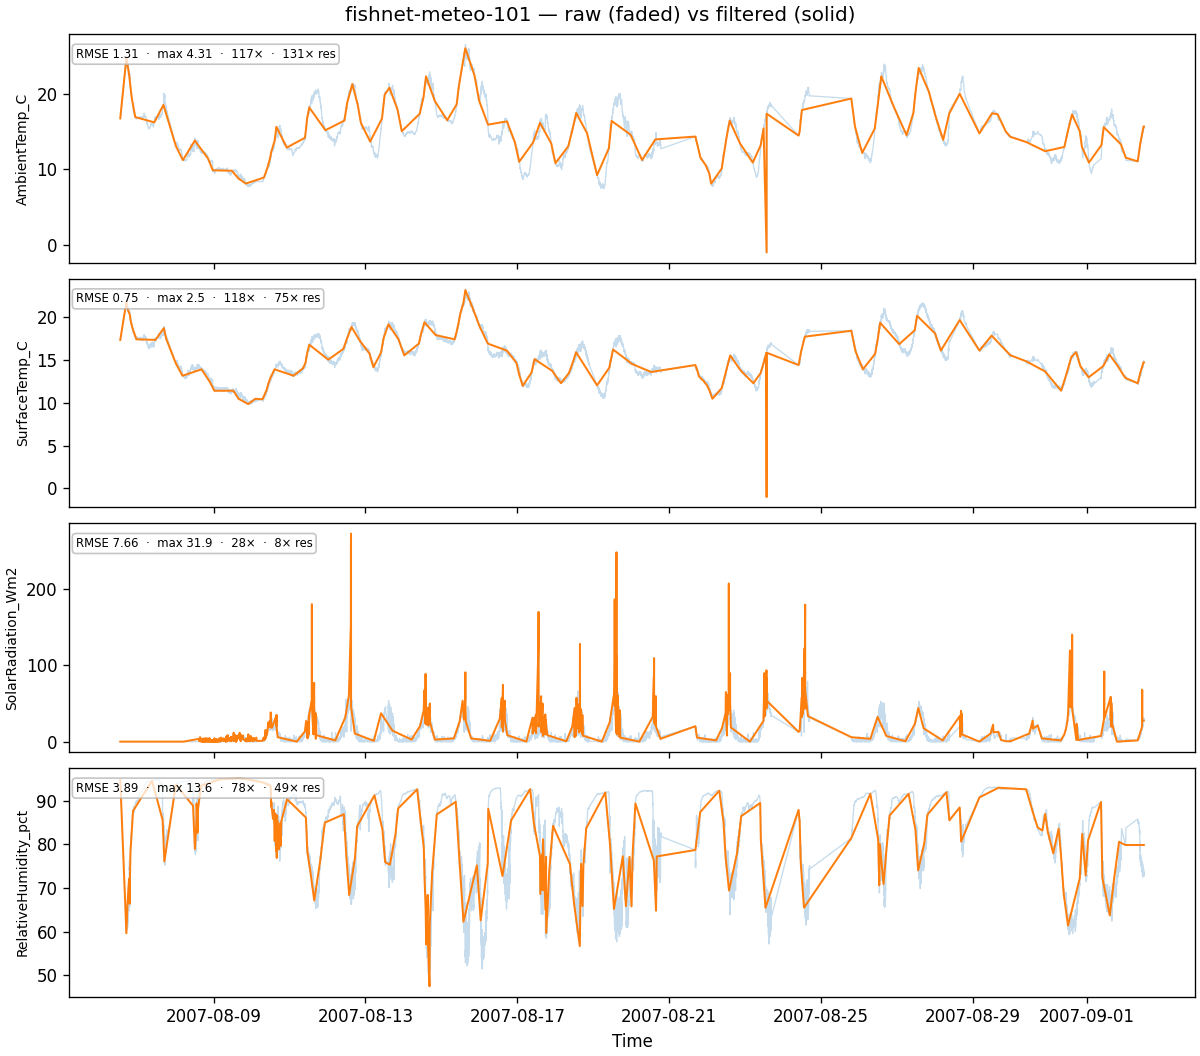 fishnet-meteo-101 — raw (faded) vs filtered (solid)
RMSE 1.31 · max 4.31 · 117× · 131× res
AmbientTemp_C
20
10
0
RMSE 0.75 · max 2.5 · 118× · 75× res
SurfaceTemp_C
20
15
10
5
0
RMSE 7.66 · max 31.9 · 28× · 8× res
SolarRadiation_Wm2
200
100
0
RMSE 3.89 · max 13.6 · 78× · 49× res
RelativeHumidity_pct
90
80
70
60
50
2007-08-09 2007-08-13 2007-08-17 2007-08-21 2007-08-25 2007-08-29 2007-09-01
Time